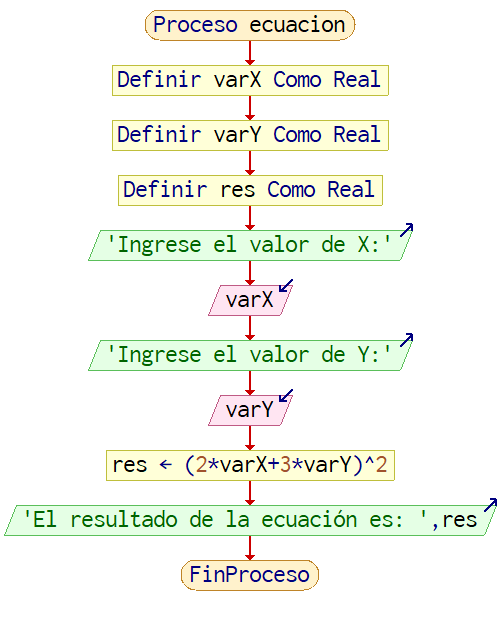 Proceso ecuacion
Definir varX Como Real
Definir varY Como Real
Definir res Como Real
'Ingrese el valor de X:'
varX
'Ingrese el valor de Y:'
varY
res ← (2*varX+3*varY)^2
'El resultado de la ecuación es: ',res
FinProceso